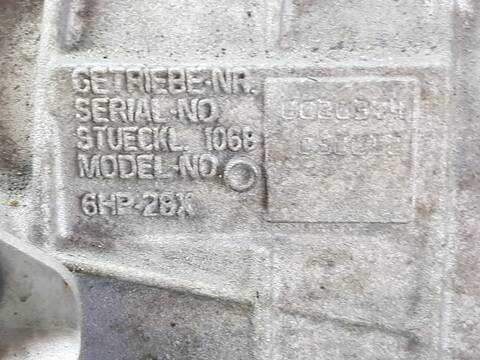 GETRIEBE-NR.
SERIAL-NO.
STUECKL. 1068
MODEL-NO.
6HP-28X